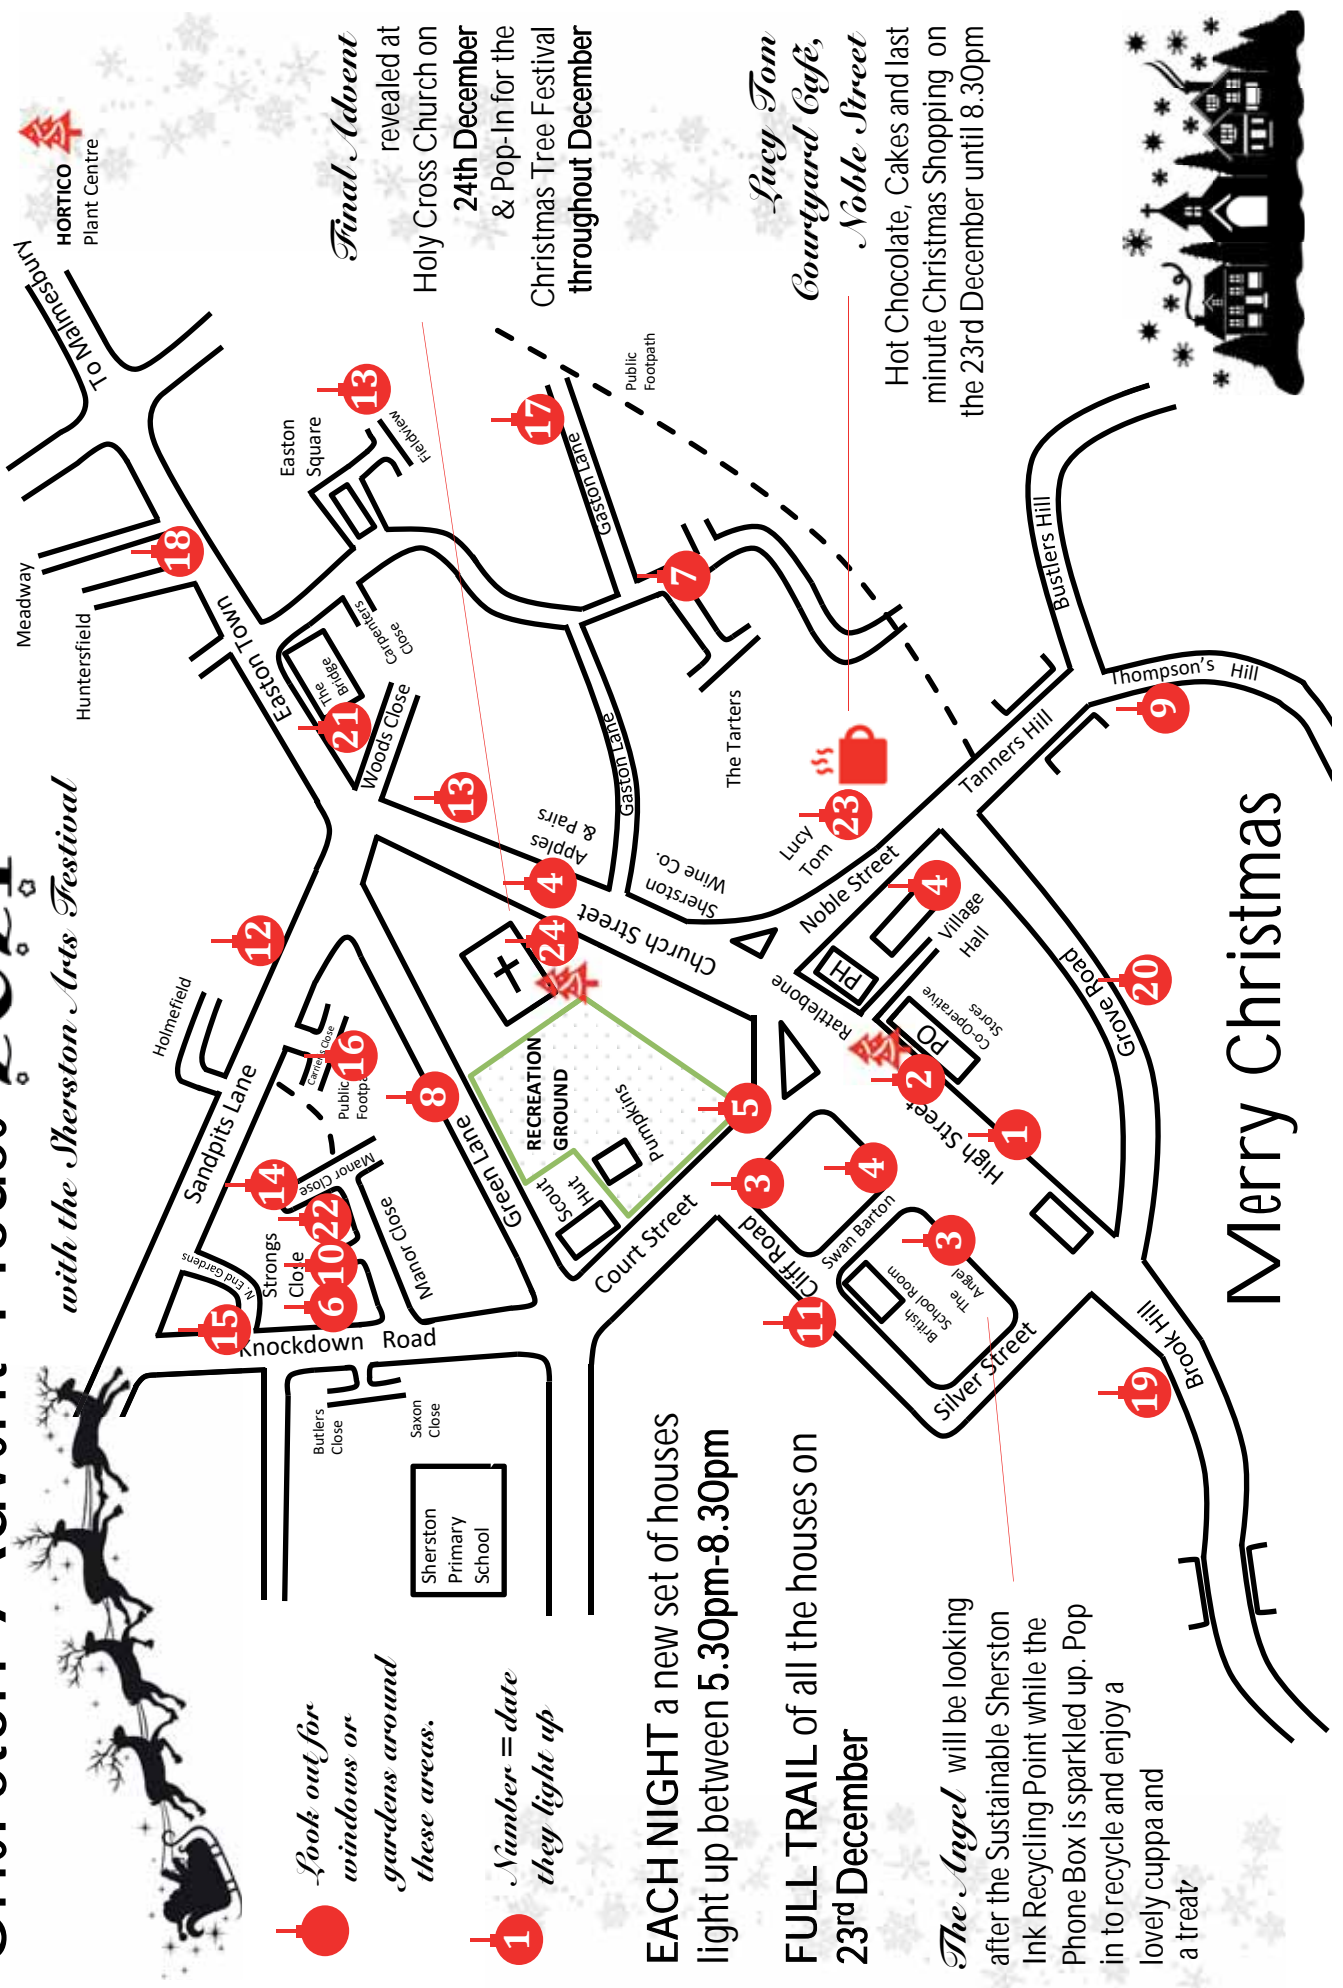 with the Sherston Arts Festival
HORTICO
Plant Centre
To Malmesbury
Final Advent
revealed at
Holy Cross Church on
24th December
& Pop-In for the
Christmas Tree Festival
throughout December
Lucy Tom
Courtyard Café,
Noble Street
Hot Chocolate, Cakes and last
minute Christmas Shopping on
the 23rd December until 8.30pm
Look out for
windows or
gardens around
these areas.
1
Number = date
they light up
EACH NIGHT a new set of houses
light up between 5.30pm-8.30pm
FULL TRAIL of all the houses on
23rd December
The Angel will be looking
after the Sustainable Sherston
Ink Recycling Point while the
Phone Box is sparkled up. Pop
in to recycle and enjoy a
lovely cuppa and
a treat
Merry Christmas
Meadway
Huntersfield
18
Easton Town
Easton
Square
13
Fieldview
The
Bridge
Carpenters
Close
21
Woods Close
13
17
Gaston Lane
Public
Footpath
7
Gaston Lane
The Tarters
Apples
& Pairs
4
Church Street
24
Sherston
Wine Co.
Lucy
Tom
23
Noble Street
Tanners Hill
Bustlers Hill
Thompson's Hill
9
4
Village
Hall
PH
Rattlebone
PO
Co-Operative
Stores
2
High Street
1
Grove Road
20
12
Holmefield
Sandpits Lane
Carriers Close
16
Public
Footpa
8
Green Lane
RECREATION
GROUND
Pumpkins
Scout
Hut
5
Court Street
14
Manor Close
22
Strongs
Close
10
6
Manor Close
N. End Gardens
15
Knockdown Road
Butlers
Close
Saxon
Close
Sherston
Primary
School
3
Cliff Road
4
Swan Barton
11
British
School Room
The
Angel
3
Silver Street
Brook Hill
19